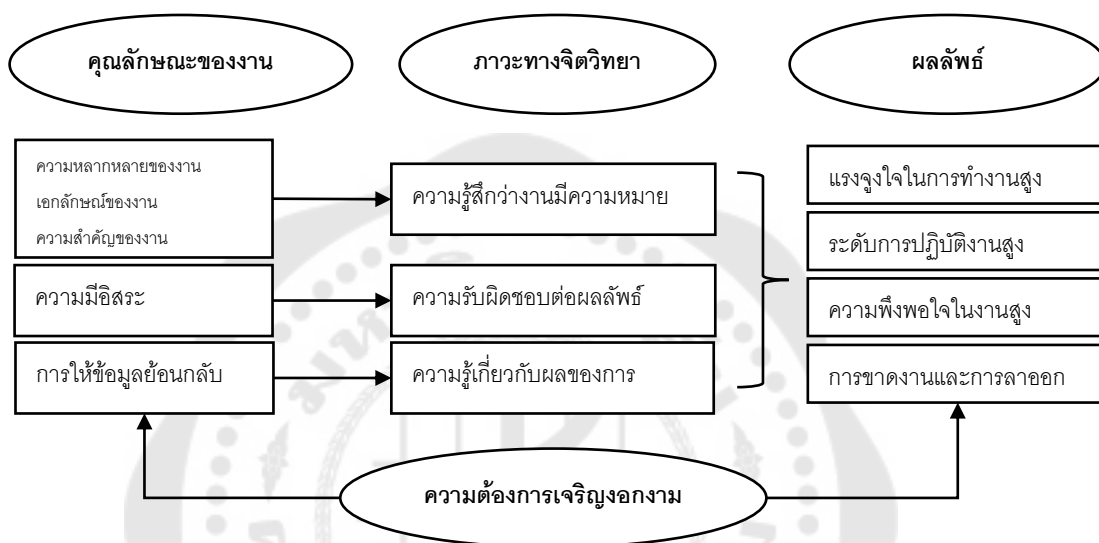 คุณลักษณะของงาน
ภาวะทางจิตวิทยา
ผลลัพธ์
ความหลากหลายของงาน
เอกลักษณ์ของงาน
ความสำคัญของงาน
ความรู้สึกว่างานมีความหมาย
แรงจูงใจในการทำงานสูง
ระดับการปฏิบัติงานสูง
ความมีอิสระ
ความรับผิดชอบต่อผลลัพธ์
ความพึงพอใจในงานสูง
การให้ข้อมูลย้อนกลับ
ความรู้เกี่ยวกับผลของการ
การขาดงานและการลาออก
ความต้องการเจริญงอกงาม